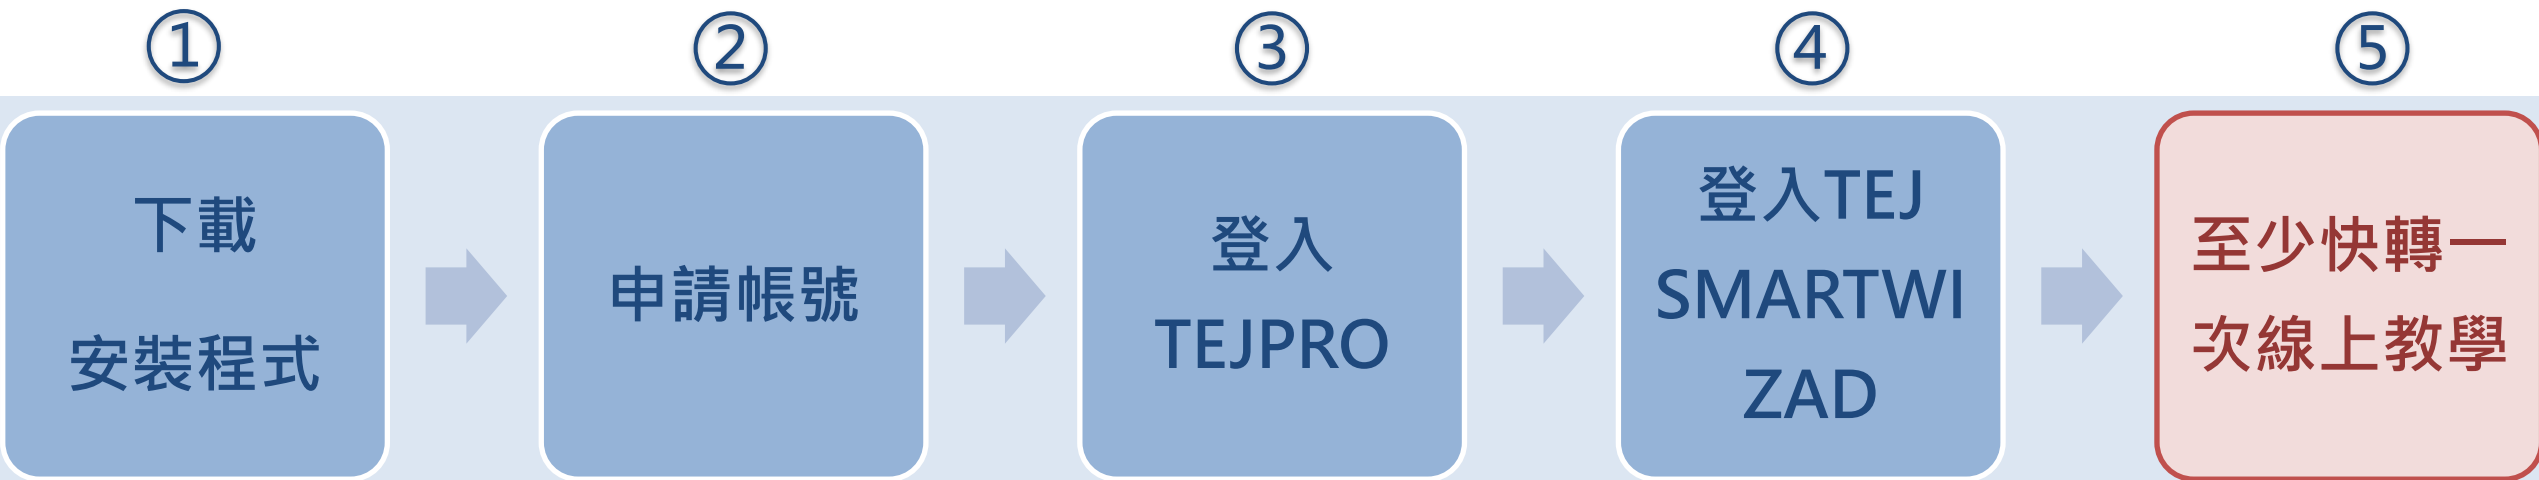 ①
②
③
④
⑤
下載
安裝程式
申請帳號
登入
TEJPRO
登入TEJ
SMARTWI
ZAD
至少快轉一
次線上教學